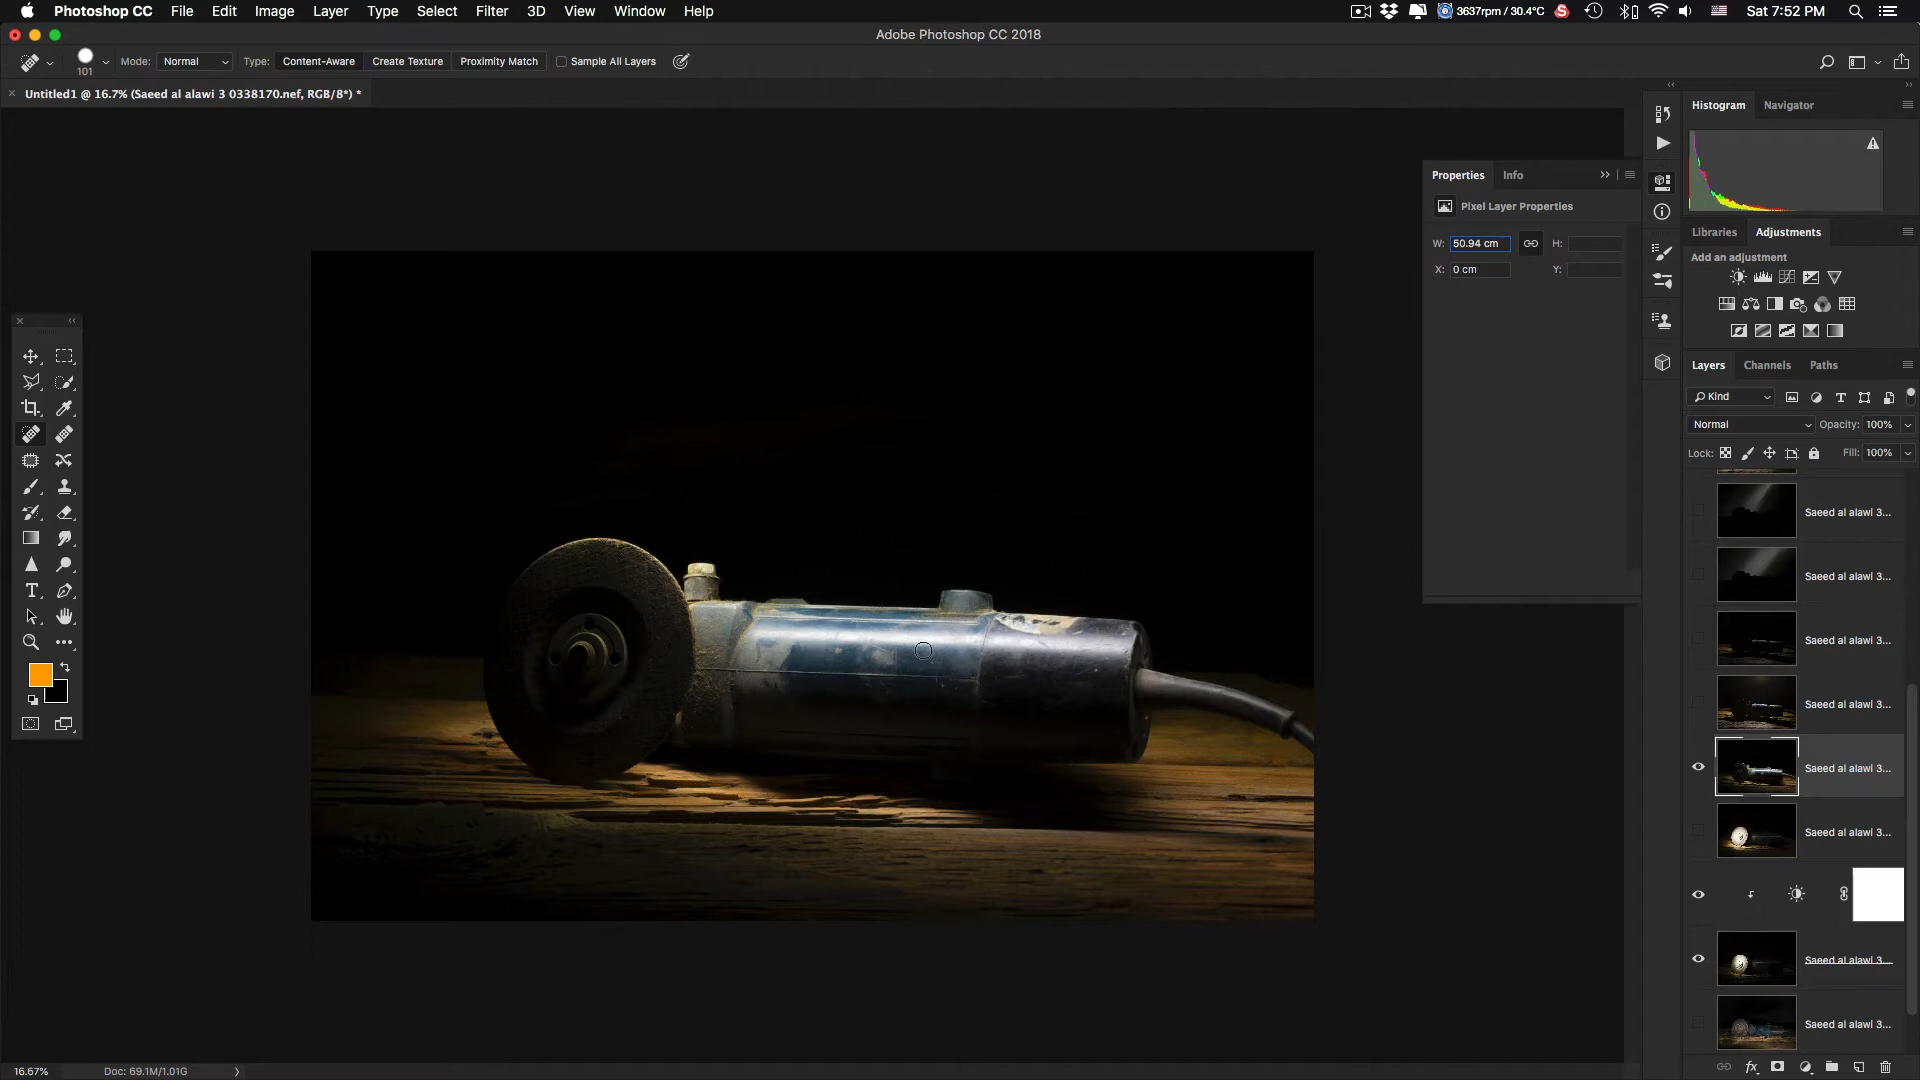 Photoshop CC File Edit Image Layer Type Select Filter 3D View Window Help 3637rpm / 30.4°C Sat 7:52 PM
Adobe Photoshop CC 2018
101 Mode: Normal Type: Content-Aware Create Texture Proximity Match Sample All Layers
Untitled1 @ 16.7% (Saeed al alawi 3 0338170.nef, RGB/8*) *
Histogram Navigator
Properties Info
Pixel Layer Properties
W: 50.94 cm H:
X: 0 cm Y:
Libraries Adjustments
Add an adjustment
Layers Channels Paths
Kind
Normal Opacity: 100%
Lock: Fill: 100%
Saeed al alawi 3...
Saeed al alawi 3...
Saeed al alawi 3...
Saeed al alawi 3...
Saeed al alawi 3...
Saeed al alawi 3...
Saeed al alawi 3...
Saeed al alawi 3...
16.67% Doc: 69.1M/1.01G